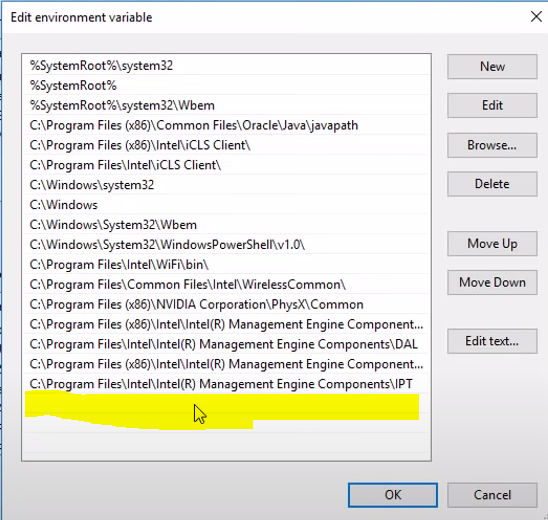 Edit environment variable
%SystemRoot%\system32
%SystemRoot%
%SystemRoot%\system32\Wbem
C:\Program Files (x86)\Common Files\Oracle\Java\javapath
C:\Program Files (x86)\Intel\iCLS Client\
C:\Program Files\Intel\iCLS Client\
C:\Windows\system32
C:\Windows
C:\Windows\System32\Wbem
C:\Windows\System32\WindowsPowerShell\v1.0\
C:\Program Files\Intel\WiFi\bin\
C:\Program Files\Common Files\Intel\WirelessCommon\
C:\Program Files (x86)\NVIDIA Corporation\PhysX\Common
C:\Program Files (x86)\Intel\Intel(R) Management Engine Component...
C:\Program Files\Intel\Intel(R) Management Engine Components\DAL
C:\Program Files (x86)\Intel\Intel(R) Management Engine Component...
C:\Program Files\Intel\Intel(R) Management Engine Components\IPT
New
Edit
Browse...
Delete
Move Up
Move Down
Edit text...
OK
Cancel